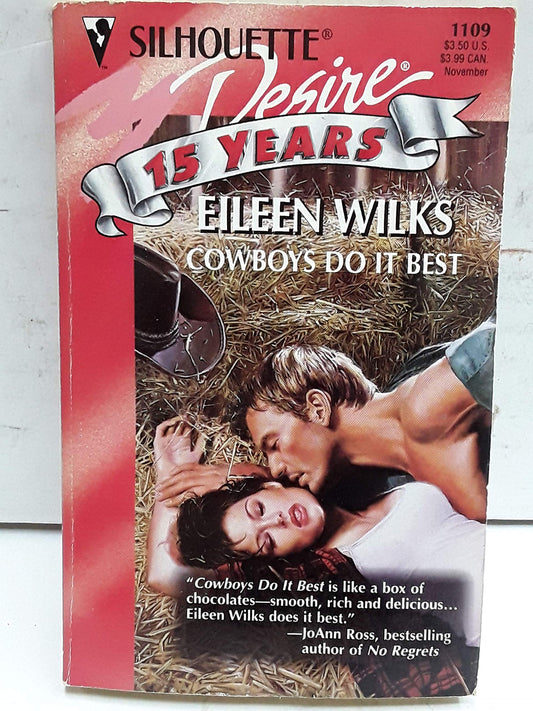 SILHOUETTE®
1109
$3.50 U.S.
$3.99 CAN.
November
Desire®
15 YEARS
EILEEN WILKS
COWBOYS DO IT BEST
"Cowboys Do It Best is like a box of
chocolates—smooth, rich and delicious...
Eileen Wilks does it best."
—JoAnn Ross, bestselling
author of No Regrets
TM